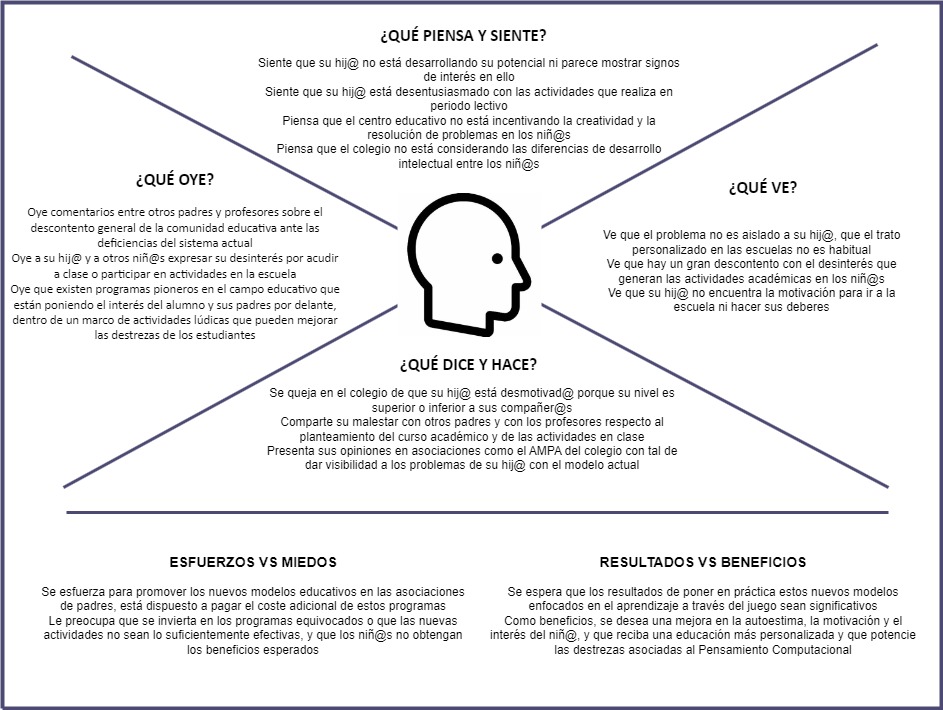 ¿QUÉ PIENSA Y SIENTE?
Siente que su hij@ no está desarrollando su potencial ni parece mostrar signos
de interés en ello
Siente que su hij@ está desentusiasmado con las actividades que realiza en
periodo lectivo
Piensa que el centro educativo no está incentivando la creatividad y la
resolución de problemas en los niñ@s
Piensa que el colegio no está considerando las diferencias de desarrollo
intelectual entre los niñ@s
¿QUÉ OYE?
Oye comentarios entre otros padres y profesores sobre el
descontento general de la comunidad educativa ante las
deficiencias del sistema actual
Oye a su hij@ y a otros niñ@s expresar su desinterés por acudir
a clase o participar en actividades en la escuela
Oye que existen programas pioneros en el campo educativo que
están poniendo el interés del alumno y sus padres por delante,
dentro de un marco de actividades lúdicas que pueden mejorar
las destrezas de los estudiantes
¿QUÉ VE?
Ve que el problema no es aislado a su hij@, que el trato
personalizado en las escuelas no es habitual
Ve que hay un gran descontento con el desinterés que
generan las actividades académicas en los niñ@s
Ve que su hij@ no encuentra la motivación para ir a la
escuela ni hacer sus deberes
¿QUÉ DICE Y HACE?
Se queja en el colegio de que su hij@ está desmotivad@ porque su nivel es
superior o inferior a sus compañer@s
Comparte su malestar con otros padres y con los profesores respecto al
planteamiento del curso académico y de las actividades en clase
Presenta sus opiniones en asociaciones como el AMPA del colegio con tal de
dar visibilidad a los problemas de su hij@ con el modelo actual
ESFUERZOS VS MIEDOS
Se esfuerza para promover los nuevos modelos educativos en las asociaciones
de padres, está dispuesto a pagar el coste adicional de estos programas
Le preocupa que se invierta en los programas equivocados o que las nuevas
actividades no sean lo suficientemente efectivas, y que los niñ@s no obtengan
los beneficios esperados
RESULTADOS VS BENEFICIOS
Se espera que los resultados de poner en práctica estos nuevos modelos
enfocados en el aprendizaje a través del juego sean significativos
Como beneficios, se desea una mejora en la autoestima, la motivación y el
interés del niñ@, y que reciba una educación más personalizada y que potencie
las destrezas asociadas al Pensamiento Computacional